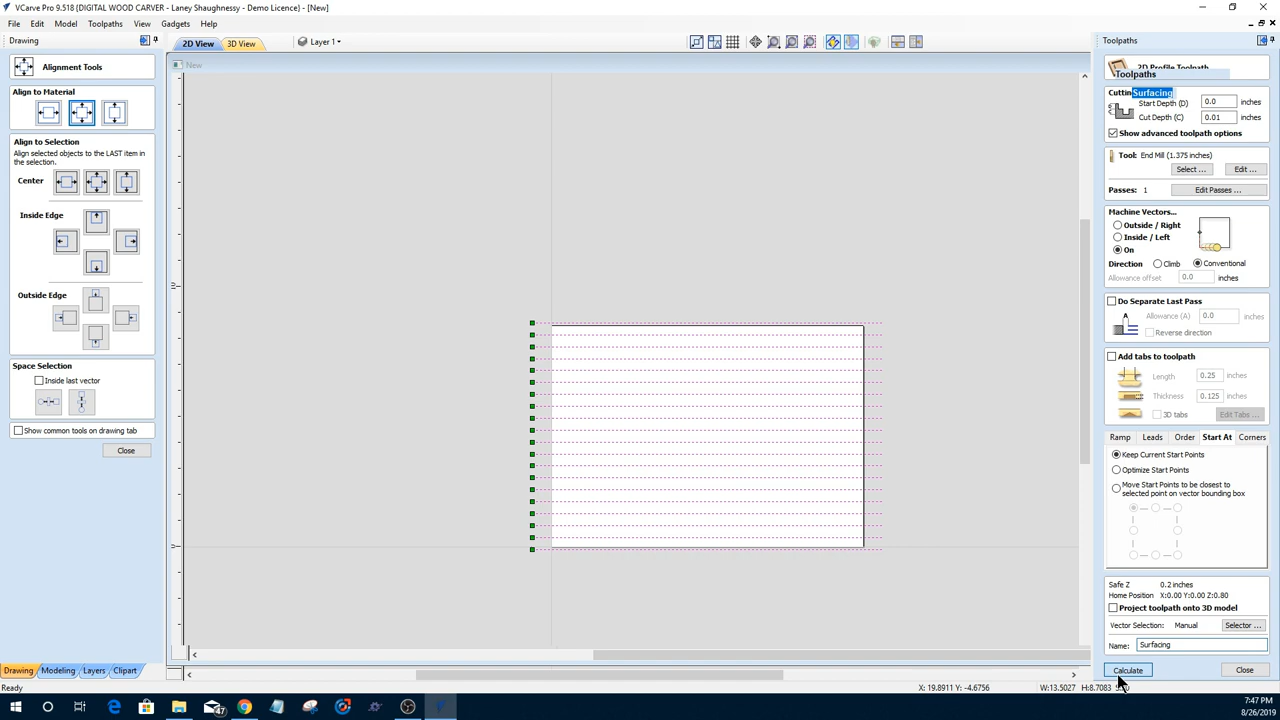 VCarve Pro 9.518 {DIGITAL WOOD CARVER} - Laney Shaughnessy - Demo Licence} - [New]
File Edit Model Toolpaths View Gadgets Help
Drawing
2D View
3D View
Layer 1
Toolpaths
New
Alignment Tools
2D Profile Toolpath
Toolpaths
Surfacing
Align to Material
Start Depth (D) 0.0 inches
Cut Depth (C) 0.01 inches
Show advanced toolpath options
Align to Selection
Align selected objects to the LAST item in
the selection.
Center
Tool: End Mill (1.375 inches)
Select ...
Edit ...
Passes: 1
Edit Passes ...
Inside Edge
Machine Vectors...
Outside / Right
Inside / Left
On
Direction Climb Conventional
Allowance offset 0.0 inches
Outside Edge
Do Separate Last Pass
Allowance (A) 0.0 inches
Reverse direction
Add tabs to toolpath
Length 0.25 inches
Thickness 0.125 inches
3D tabs
Edit Tabs ...
Space Selection
Inside last vector
Show common tools on drawing tab
Close
Ramp Leads Order Start At Corners
Keep Current Start Points
Optimize Start Points
Move Start Points to be closest to
selected point on vector bounding box
Safe Z 0.2 inches
Home Position X:0.00 Y:0.00 Z:0.80
Project toolpath onto 3D model
Vector Selection: Manual
Selector ...
Name: Surfacing
Calculate
Close
Drawing Modeling Layers Clipart
Ready
X: 19.8911 Y: -4.6756
W:13.5027 H:8.7083
47
7:47 PM
8/26/2019